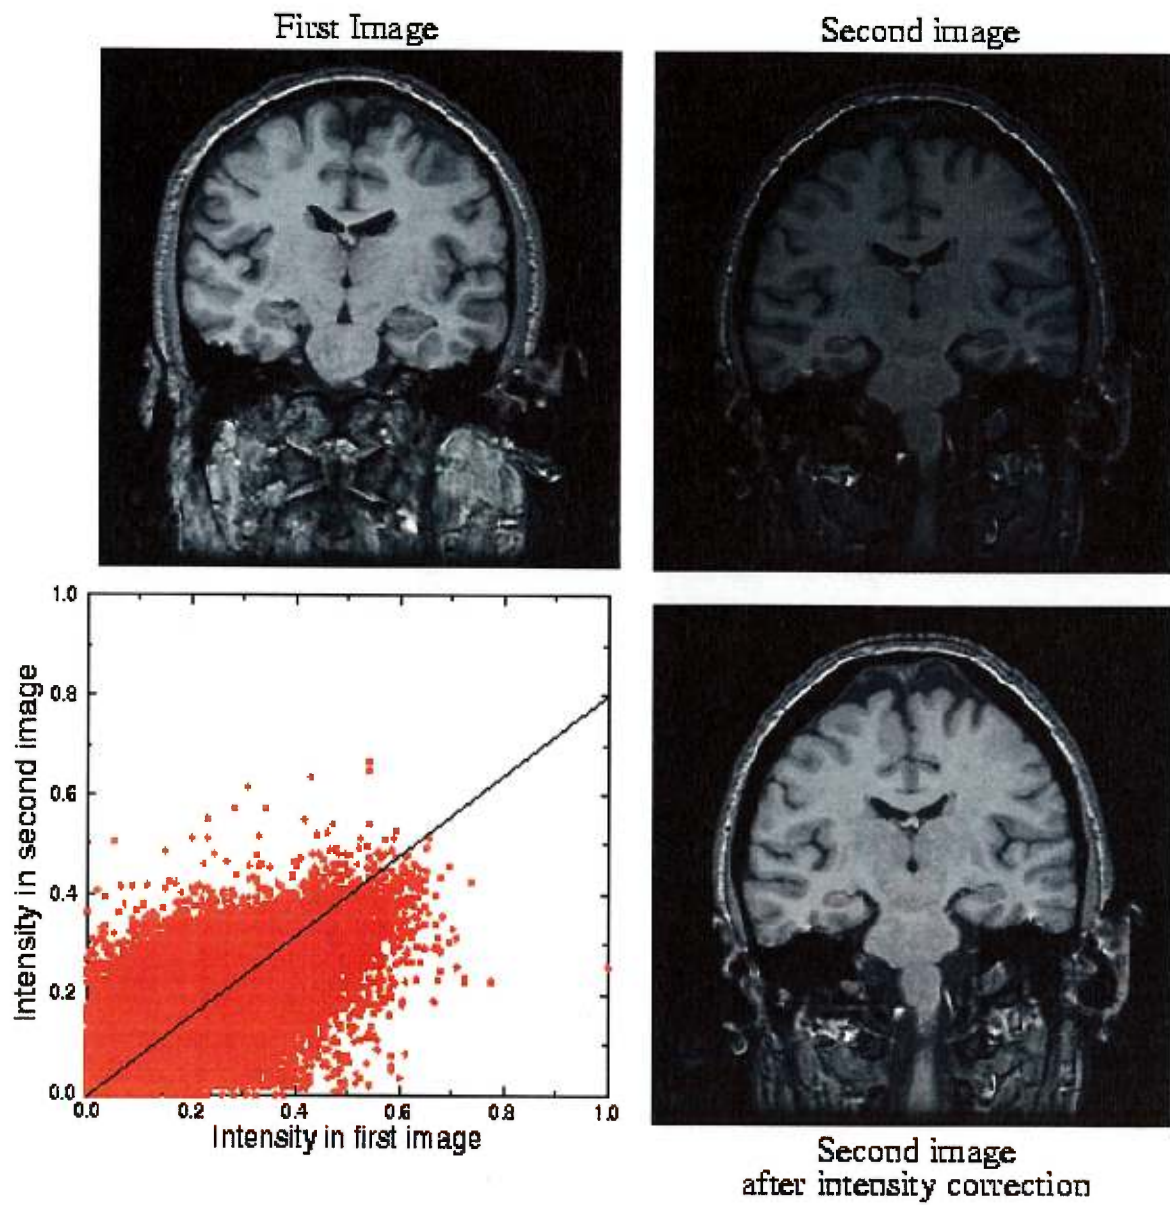 First Image
Second image
1.0
0.8
0.6
0.4
0.2
0.0
Intensity in second image
0.0 0.2 0.4 0.6 0.8 1.0
Intensity in first image
Second image
after intensity correction